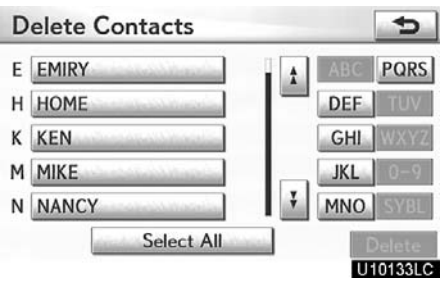 Delete Contacts
E EMIRY ABC PQRS
H HOME DEF TUV
K KEN GHI WXYZ
M MIKE JKL 0-9
N NANCY MNO SYBL
Select All Delete
U10133LC